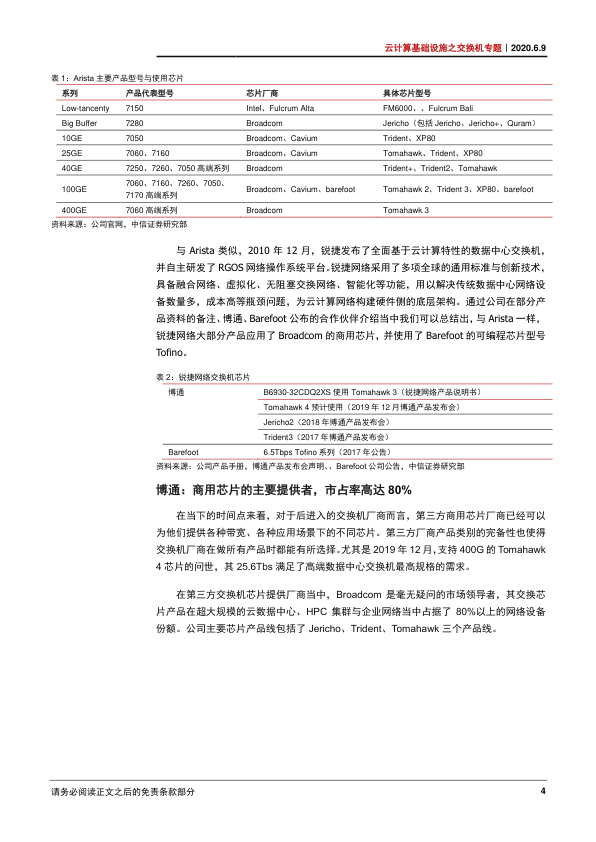 云计算基础设施之交换机专题｜2020.6.9
表 1：Arista 主要产品型号与使用芯片
系列 产品代表型号 芯片厂商 具体芯片型号
Low-tancenty 7150 Intel、Fulcrum Alta FM6000、、Fulcrum Bali
Big Buffer 7280 Broadcom Jericho（包括 Jericho、Jericho+、Quram）
10GE 7050 Broadcom、Cavium Trident、XP80
25GE 7060、7160 Broadcom、Cavium Tomahawk、Trident、XP80
40GE 7250、7260、7050 高端系列 Broadcom Trident+、Trident2、Tomahawk
100GE 7060、7160、7260、7050、
7170 高端系列 Broadcom、Cavium、barefoot Tomahawk 2、Trident 3、XP80、barefoot
400GE 7060 高端系列 Broadcom Tomahawk 3
资料来源：公司官网，中信证券研究部
与 Arista 类似，2010 年 12 月，锐捷发布了全面基于云计算特性的数据中心交换机，
并自主研发了 RGOS 网络操作系统平台。锐捷网络采用了多项全球的通用标准与创新技术，
具备融合网络、虚拟化、无阻塞交换网络、智能化等功能，用以解决传统数据中心网络设
备数量多，成本高等瓶颈问题，为云计算网络构建硬件侧的底层架构。通过公司在部分产
品资料的备注、博通、Barefoot 公布的合作伙伴介绍当中我们可以总结出，与 Arista 一样，
锐捷网络大部分产品应用了 Broadcom 的商用芯片，并使用了 Barefoot 的可编程芯片型号
Tofino。
表 2：锐捷网络交换机芯片
博通 B6930-32CDQ2XS 使用 Tomahawk 3（锐捷网络产品说明书）
Tomahawk 4 预计使用（2019 年 12 月博通产品发布会）
Jericho2（2018 年博通产品发布会）
Trident3（2017 年博通产品发布会）
Barefoot 6.5Tbps Tofino 系列（2017 年公告）
资料来源：公司产品手册，博通产品发布会声明、、Barefoot 公司公告，中信证券研究部
博通：商用芯片的主要提供者，市占率高达 80%
在当下的时间点来看，对于后进入的交换机厂商而言，第三方商用芯片厂商已经可以
为他们提供各种带宽、各种应用场景下的不同芯片。第三方厂商产品类别的完备性也使得
交换机厂商在做所有产品时都能有所选择。尤其是 2019 年 12 月，支持 400G 的 Tomahawk
4 芯片的问世，其 25.6Tbs 满足了高端数据中心交换机最高规格的需求。
在第三方交换机芯片提供厂商当中，Broadcom 是毫无疑问的市场领导者，其交换芯
片产品在超大规模的云数据中心、HPC 集群与企业网络当中占据了 80%以上的网络设备
份额。公司主要芯片产品线包括了 Jericho、Trident、Tomahawk 三个产品线。
请务必阅读正文之后的免责条款部分 4